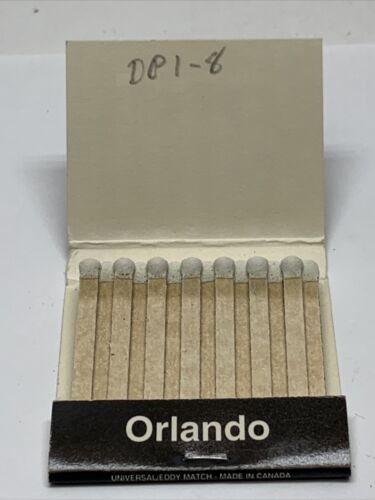 DP1-8
Orlando
UNIVERSAL/EDDY MATCH - MADE IN CANADA